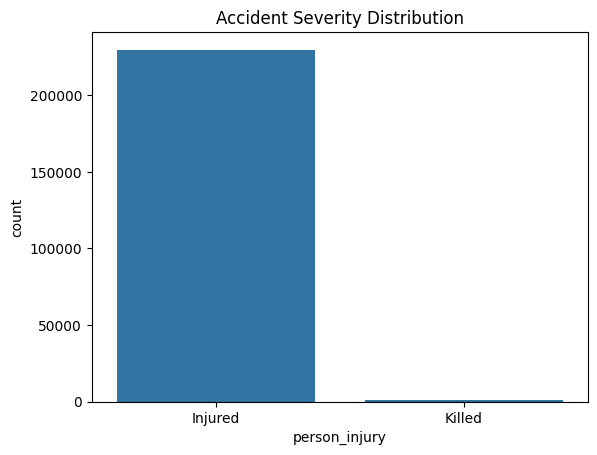 Accident Severity Distribution
200000
150000
100000
50000
0
count
Injured
Killed
person_injury